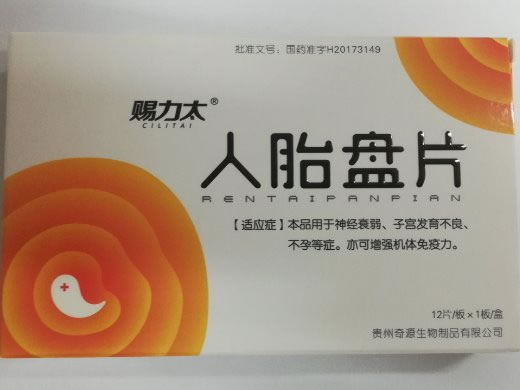 批准文号：国药准字H20173149
赐力太®
CILITAI
人胎盘片
RENTAIPANPIAN
【适应症】本品用于神经衰弱、子宫发育不良、
不孕等症。亦可增强机体免疫力。
12片/板×1板/盒
贵州奇源生物制品有限公司